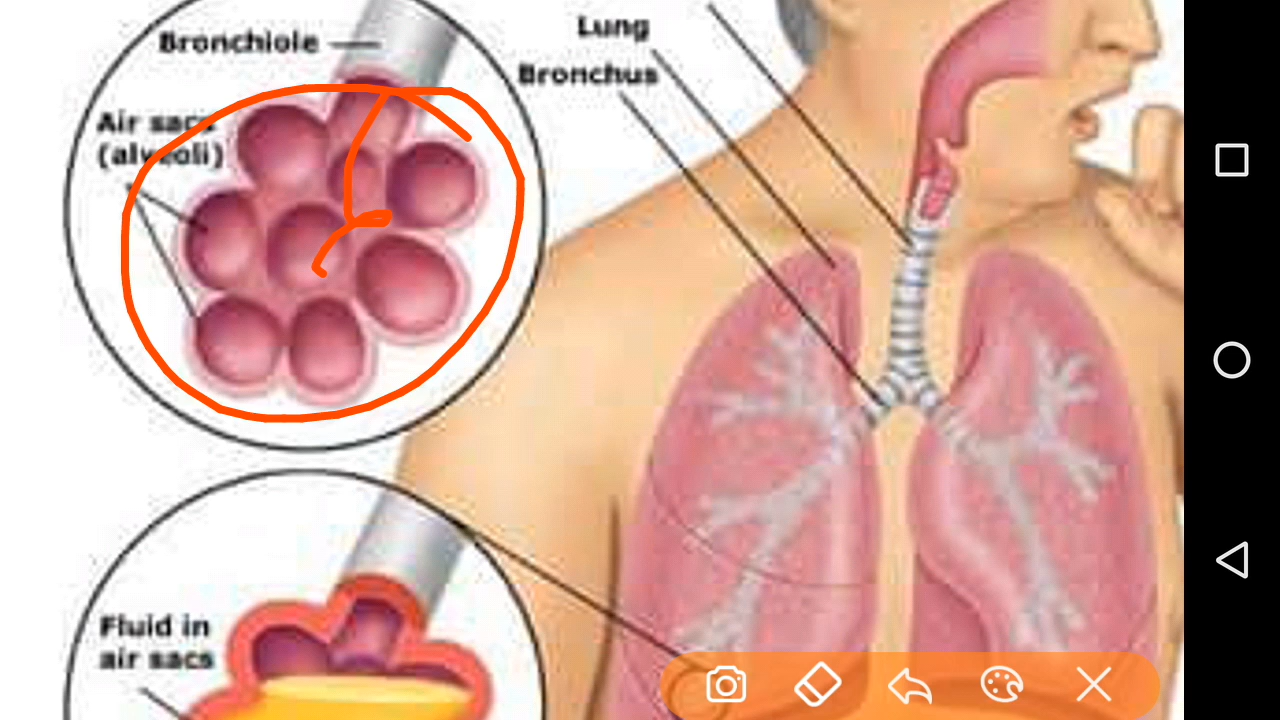 Bronchiole
Air sacs
(alveoli)
Lung
Bronchus
Fluid in
air sacs